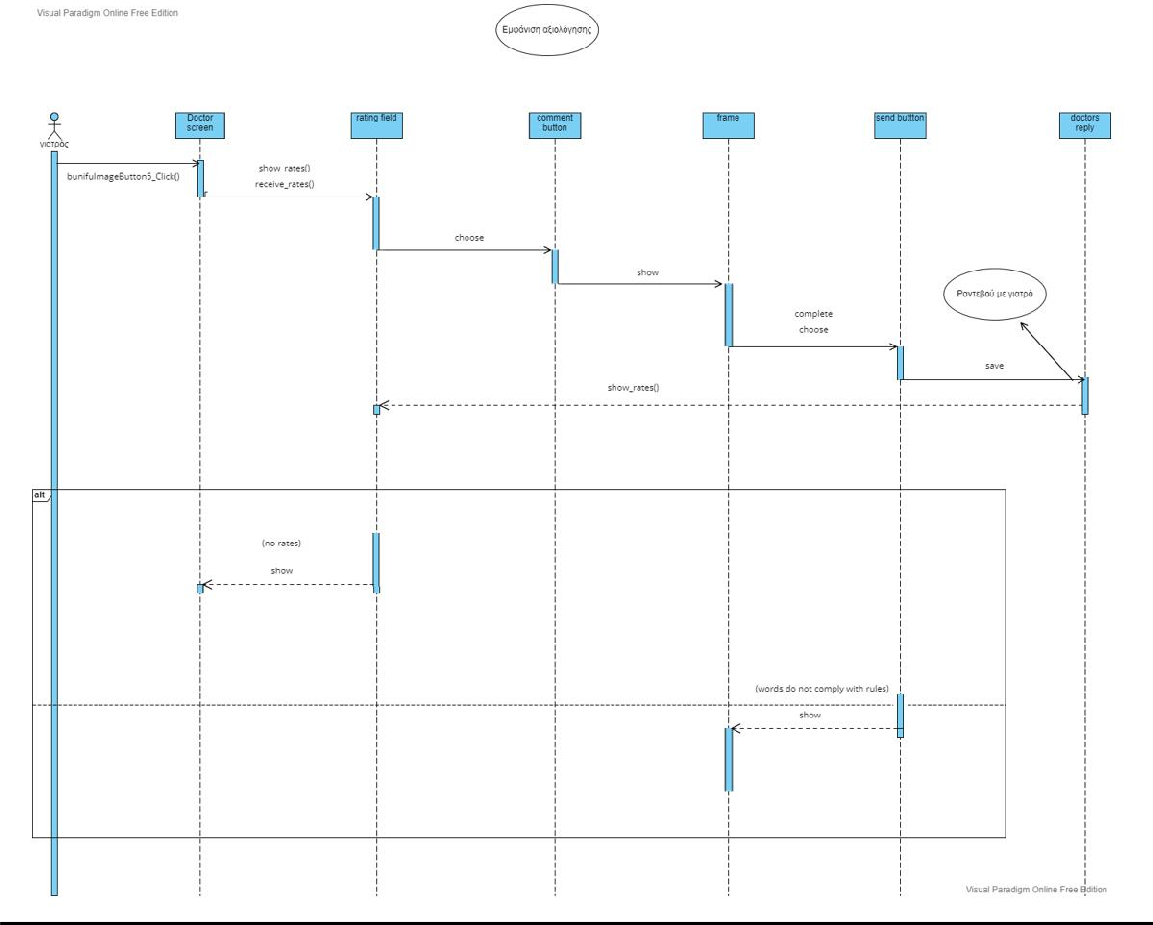 Visual Paradigm Online Free Edition
Εμφάνιση αξιολόγησης
Doctor
screen
rating field
comment
button
frame
send button
doctors
reply
γιατρός
bunifuImageButton3_Click()
show_rates()
receive_rates()
choose
show
complete
choose
Ραντεβού με γιατρό
save
show_rates()
alt
(no rates)
show
(words do not comply with rules)
show
Visual Paradigm Online Free Edition